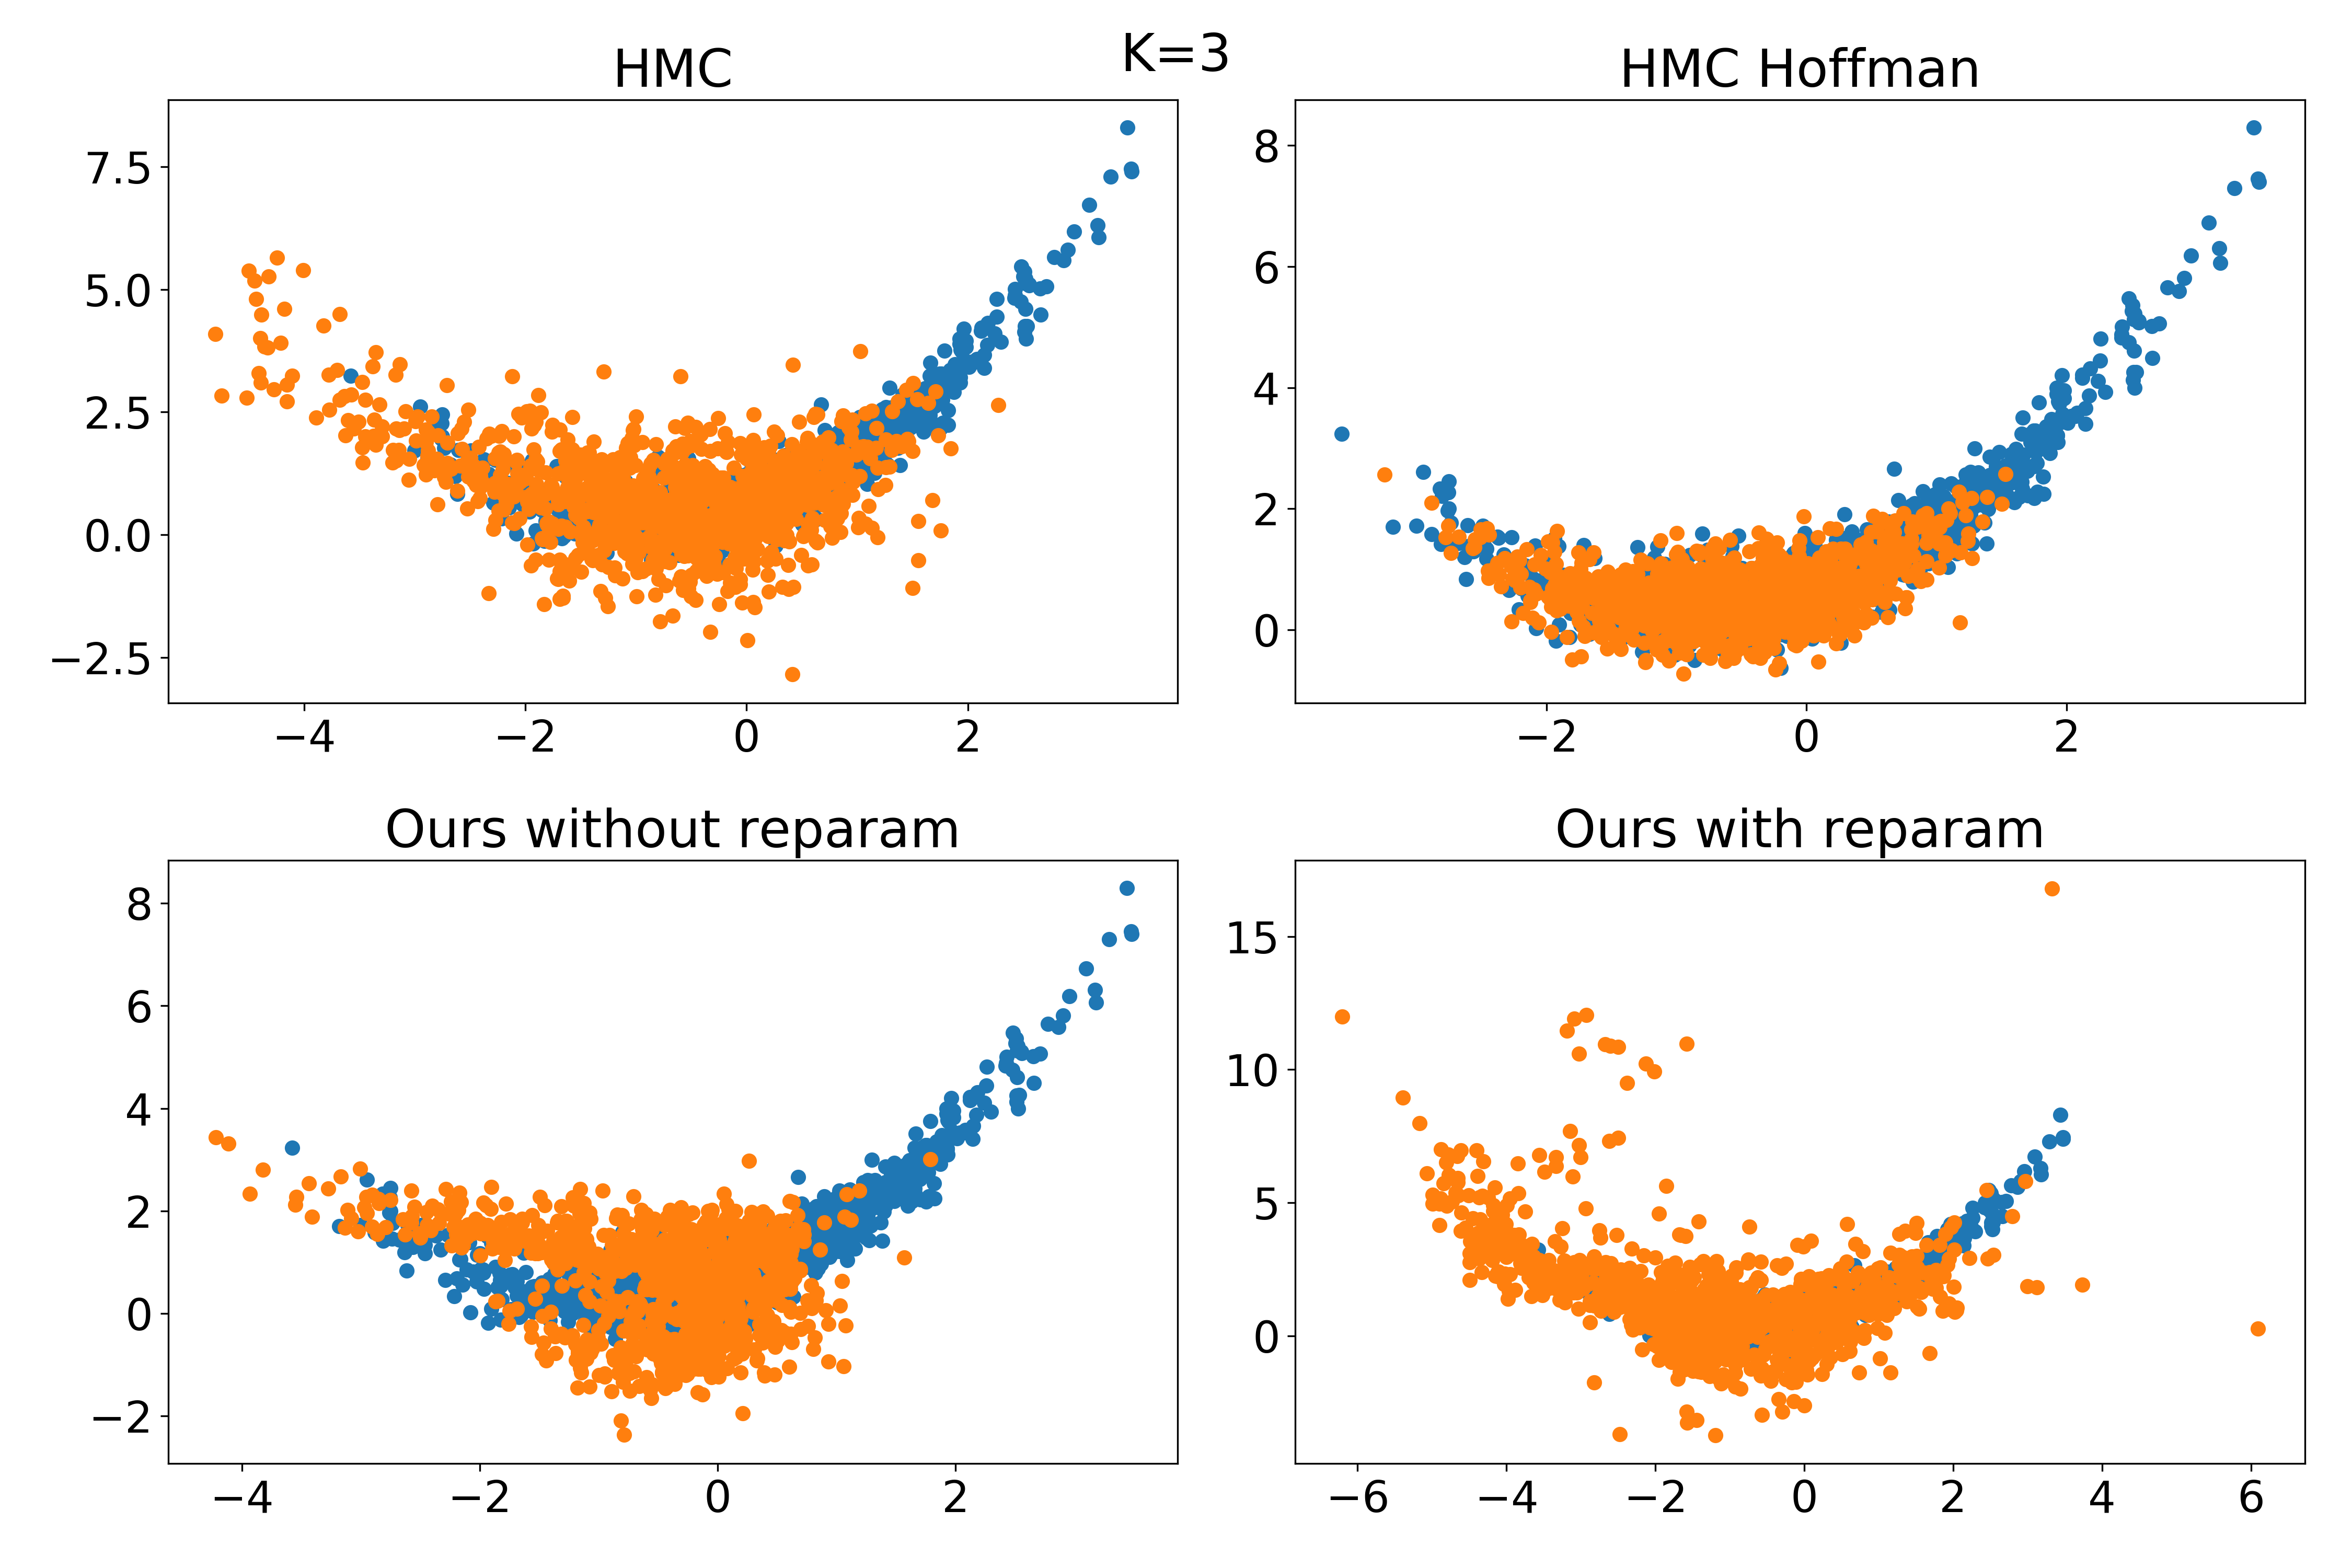 K=3
HMC
HMC Hoffman
7.5
5.0
2.5
0.0
−2.5
−4 −2 0 2
8
6
4
2
0
−2 0 2
Ours without reparam
Ours with reparam
8
6
4
2
0
−2
−4 −2 0 2
15
10
5
0
−6 −4 −2 0 2 4 6